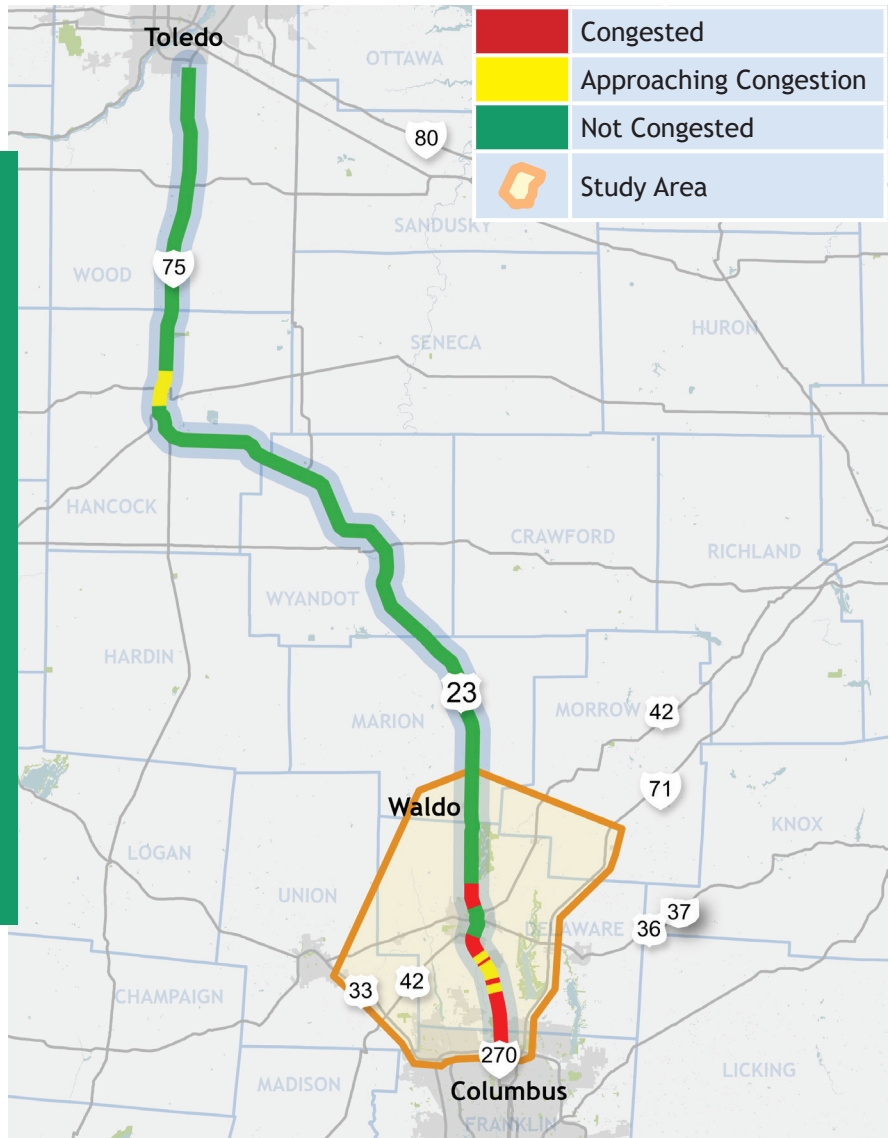 Toledo
Congested
Approaching Congestion
Not Congested
Study Area
OTTAWA
80
SANDUSKY
WOOD
75
HURON
SENECA
HANCOCK
CRAWFORD
RICHLAND
WYANDOT
HARDIN
23
MARION
MORROW
42
71
Waldo
KNOX
LOGAN
UNION
DELAWARE
37
36
42
33
CHAMPAIGN
270
MADISON
Columbus
LICKING
FRANKLIN